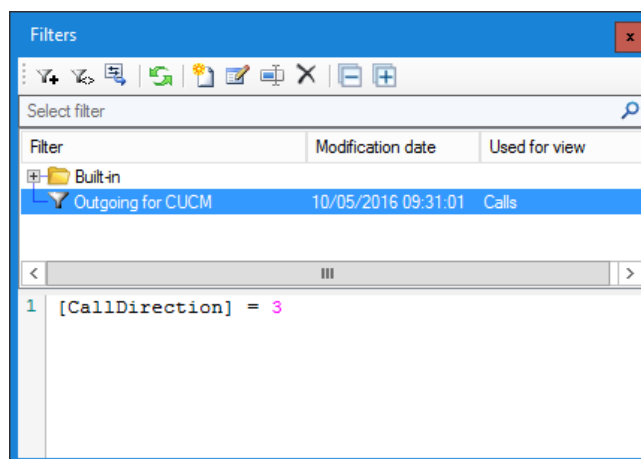 Filters
x
Select filter
Filter Modification date Used for view
Built-in
Outgoing for CUCM 10/05/2016 09:31:01 Calls
1 [CallDirection] = 3